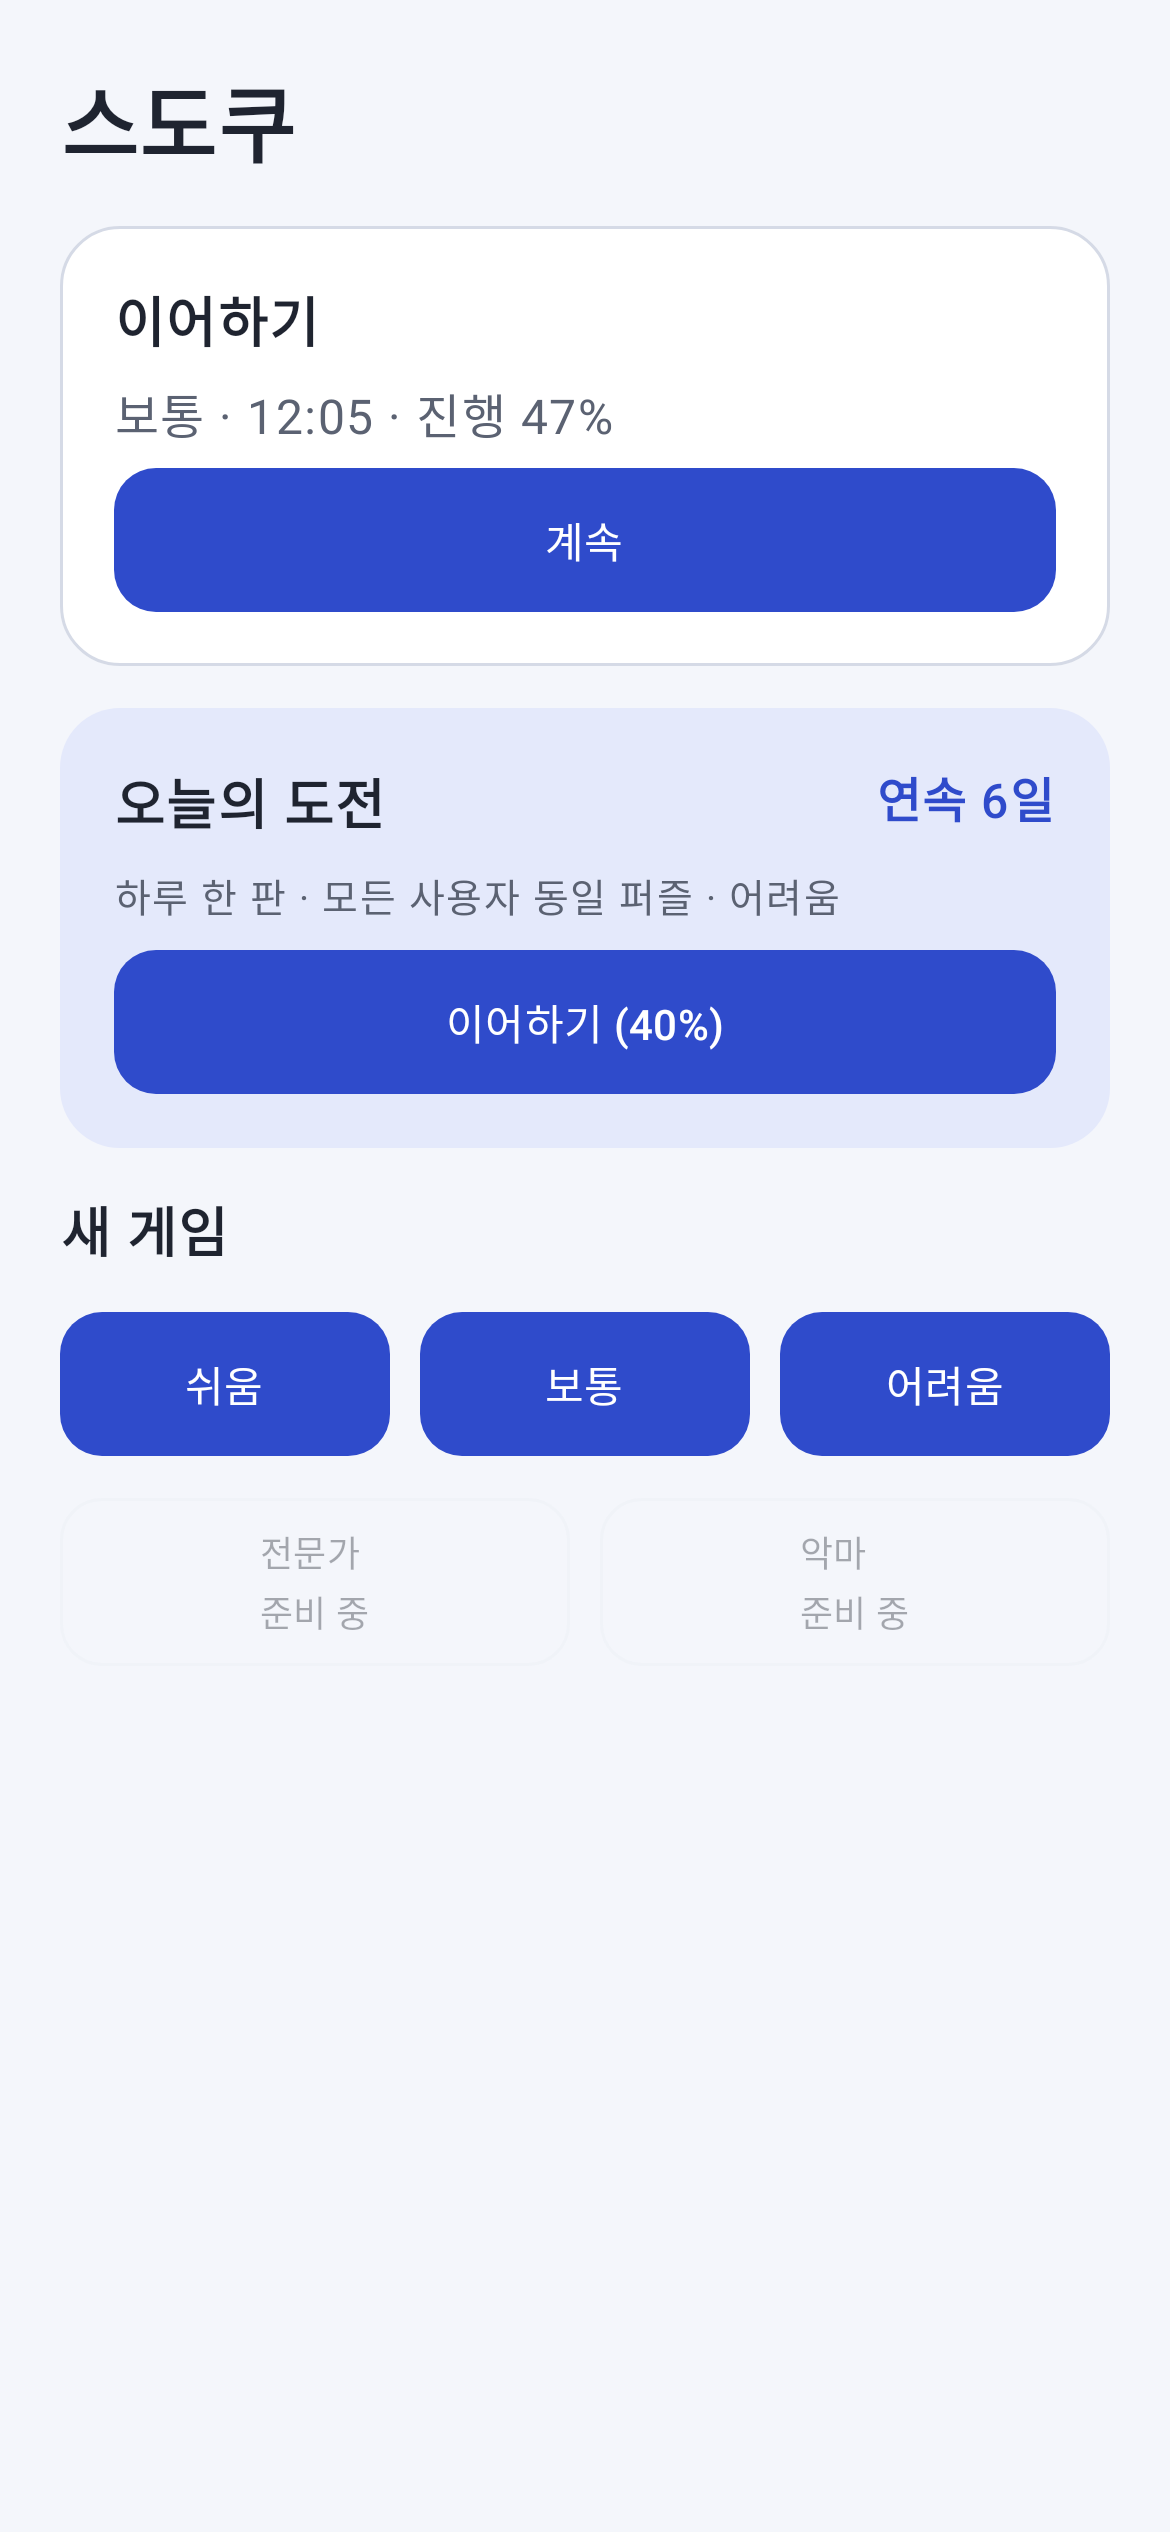 스도쿠
이어하기
보통 · 12:05 · 진행 47%
계속
오늘의 도전
연속 6일
하루 한 판 · 모든 사용자 동일 퍼즐 · 어려움
이어하기 (40%)
새 게임
쉬움
보통
어려움
전문가
준비 중
악마
준비 중